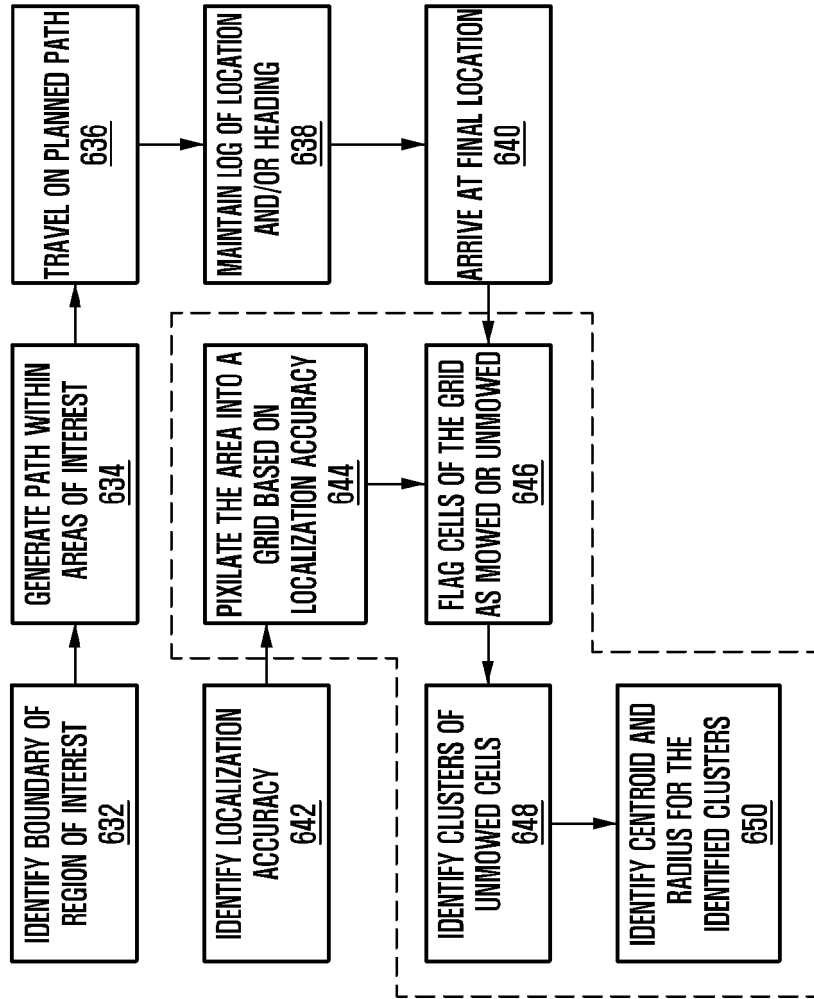 IDENTIFY BOUNDARY OF
REGION OF INTEREST
632
GENERATE PATH WITHIN
AREAS OF INTEREST
634
TRAVEL ON PLANNED PATH
636
MAINTAIN LOG OF LOCATION
AND/OR HEADING
638
ARRIVE AT FINAL LOCATION
640
IDENTIFY LOCALIZATION
ACCURACY
642
PIXILATE THE AREA INTO A
GRID BASED ON
LOCALIZATION ACCURACY
644
FLAG CELLS OF THE GRID
AS MOWED OR UNMOWED
646
IDENTIFY CLUSTERS OF
UNMOWED CELLS
648
IDENTIFY CENTROID AND
RADIUS FOR THE
IDENTIFIED CLUSTERS
650